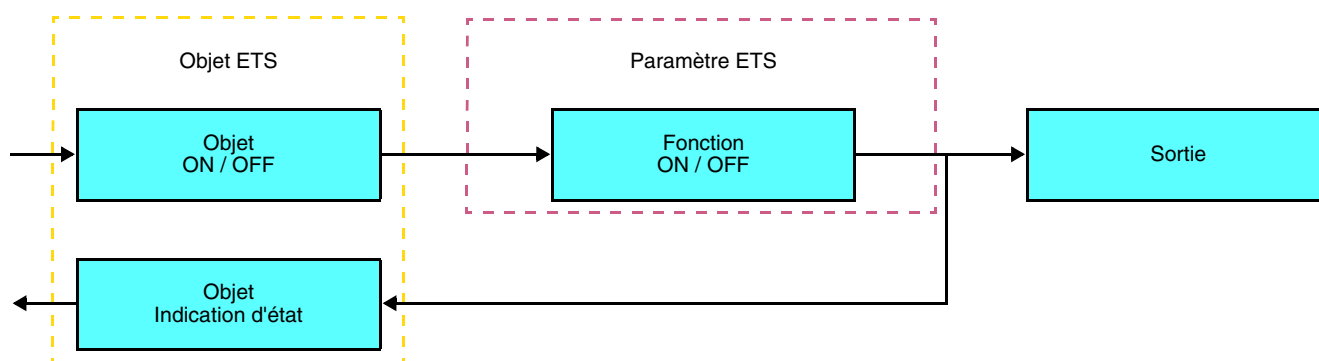 Objet ETS
Paramètre ETS
Objet
ON / OFF
Fonction
ON / OFF
Sortie
Objet
Indication d'état